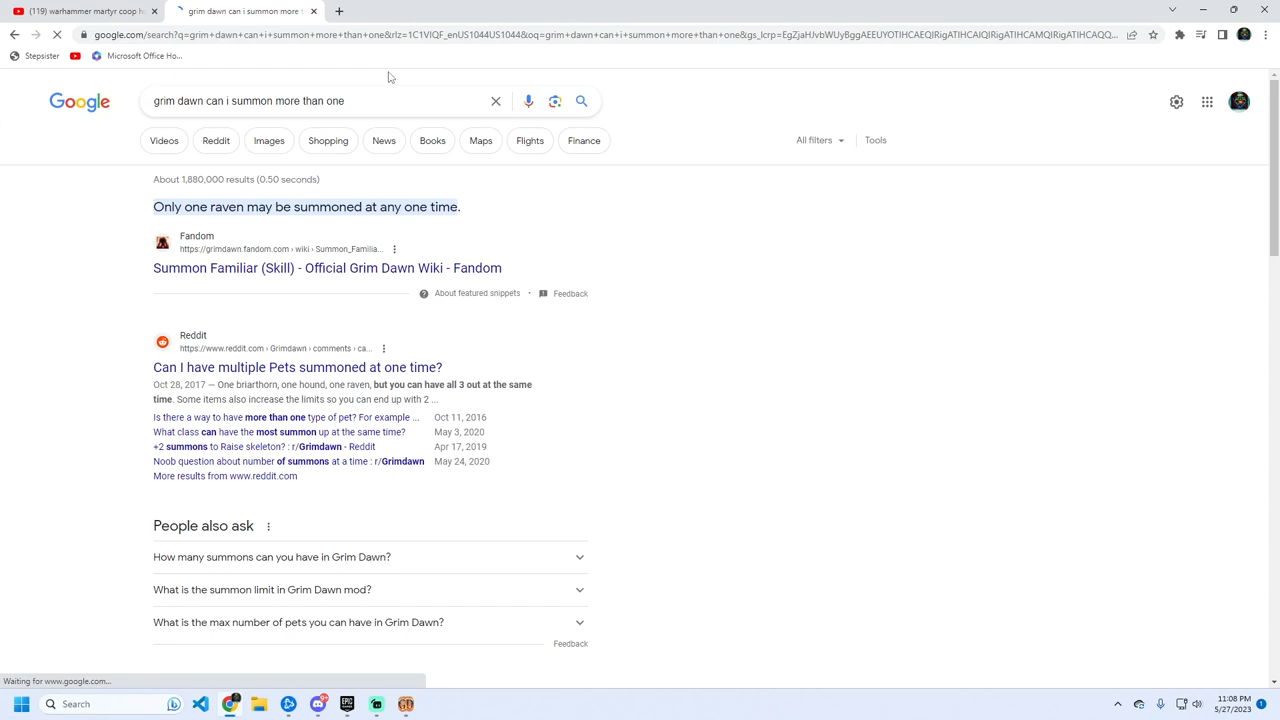 (119) warhammer martyr coop h
grim dawn can i summon more t
google.com/search?q=grim+dawn+can+i+summon+more+than+one&rlz=1C1VIQF_enUS1044US1044&oq=grim+dawn+can+i+summon+more+than+one&gs_lcrp=EgZjaHJvbWUyBggAEEUYOTIHCAEQIRigATIHCAIQIRigATIHCAMQIRigATIHCAQQ...
Stepsister
Microsoft Office Ho...
Google
grim dawn can i summon more than one
Videos Reddit Images Shopping News Books Maps Flights Finance All filters Tools
About 1,880,000 results (0.50 seconds)
Only one raven may be summoned at any one time.
Fandom
https://grimdawn.fandom.com › wiki › Summon_Familia...
Summon Familiar (Skill) - Official Grim Dawn Wiki - Fandom
About featured snippets • Feedback
Reddit
https://www.reddit.com › Grimdawn › comments › ca...
Can I have multiple Pets summoned at one time?
Oct 28, 2017 — One briarthorn, one hound, one raven, but you can have all 3 out at the same
time. Some items also increase the limits so you can end up with 2 ...
Is there a way to have more than one type of pet? For example ... Oct 11, 2016
What class can have the most summon up at the same time? May 3, 2020
+2 summons to Raise skeleton? : r/Grimdawn - Reddit Apr 17, 2019
Noob question about number of summons at a time : r/Grimdawn May 24, 2020
More results from www.reddit.com
People also ask
How many summons can you have in Grim Dawn?
What is the summon limit in Grim Dawn mod?
What is the max number of pets you can have in Grim Dawn?
Feedback
Waiting for www.google.com...
Search
EPIC
11:08 PM
5/27/2023